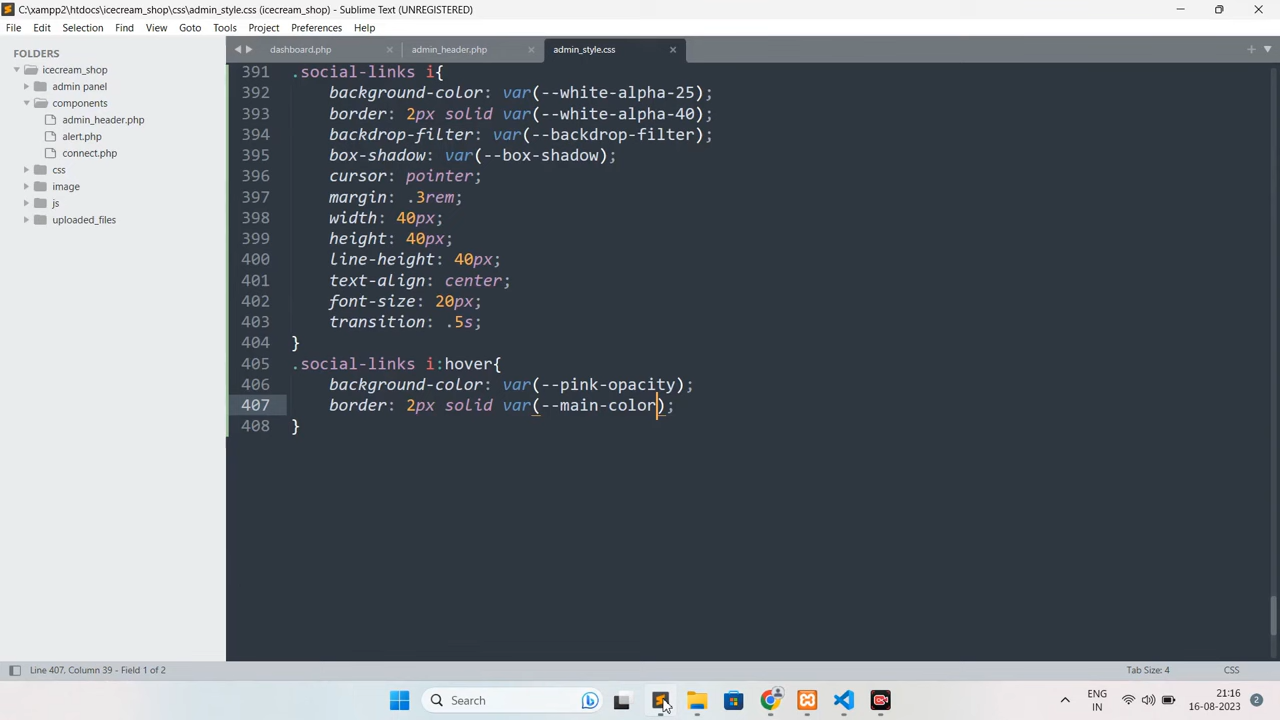 C:\xampp2\htdocs\icecream_shop\css\admin_style.css (icecream_shop) - Sublime Text (UNREGISTERED)
File Edit Selection Find View Goto Tools Project Preferences Help
FOLDERS
icecream_shop
admin panel
components
admin_header.php
alert.php
connect.php
css
image
js
uploaded_files
dashboard.php admin_header.php admin_style.css
391 .social-links i{
392 background-color: var(--white-alpha-25);
393 border: 2px solid var(--white-alpha-40);
394 backdrop-filter: var(--backdrop-filter);
395 box-shadow: var(--box-shadow);
396 cursor: pointer;
397 margin: .3rem;
398 width: 40px;
399 height: 40px;
400 line-height: 40px;
401 text-align: center;
402 font-size: 20px;
403 transition: .5s;
404 }
405 .social-links i:hover{
406 background-color: var(--pink-opacity);
407 border: 2px solid var(--main-color);
408 }
Line 407, Column 39 - Field 1 of 2 Tab Size: 4 CSS
Search
ENG
IN
21:16
16-08-2023
2